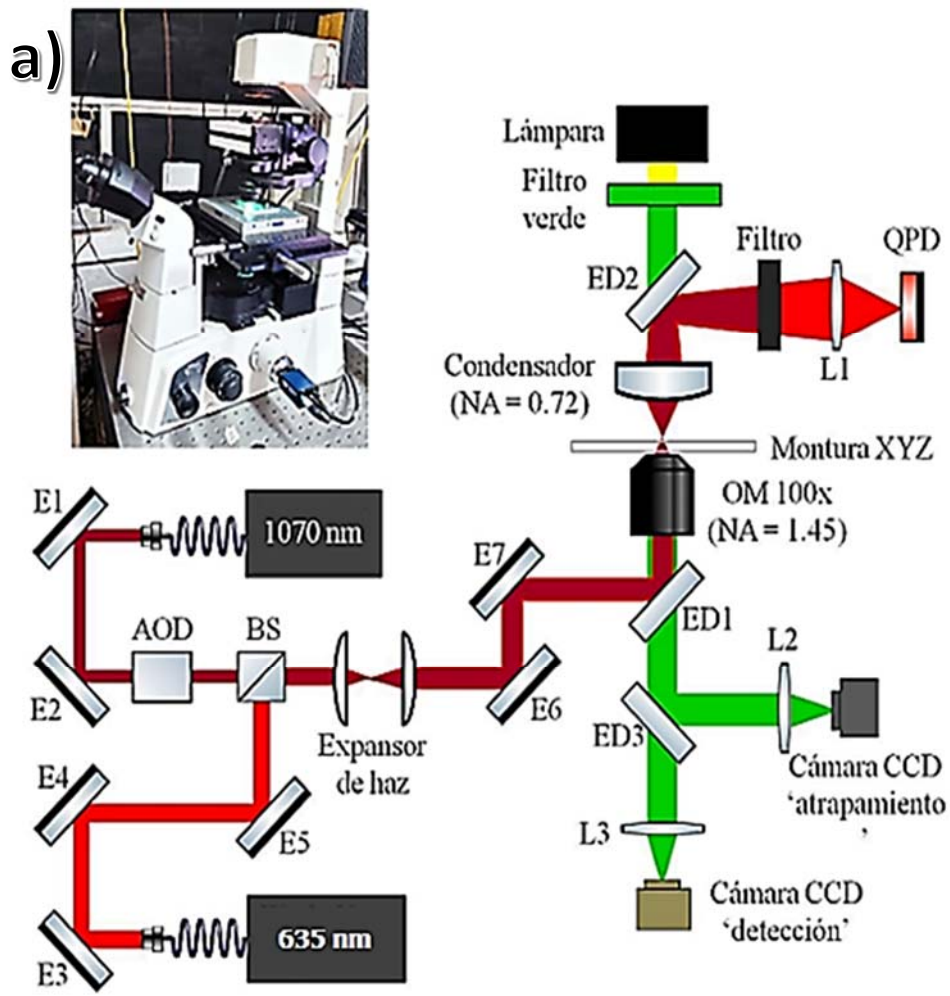 a)
Lámpara
Filtro
verde
Filtro
QPD
ED2
L1
Condensador
(NA = 0.72)
Montura XYZ
OM 100x
(NA = 1.45)
E1
1070 nm
E7
ED1
AOD
BS
L2
E2
E6
ED3
Expansor
de haz
Cámara CCD
‘atrapamiento
’
E4
E5
L3
Cámara CCD
‘detección’
635 nm
E3